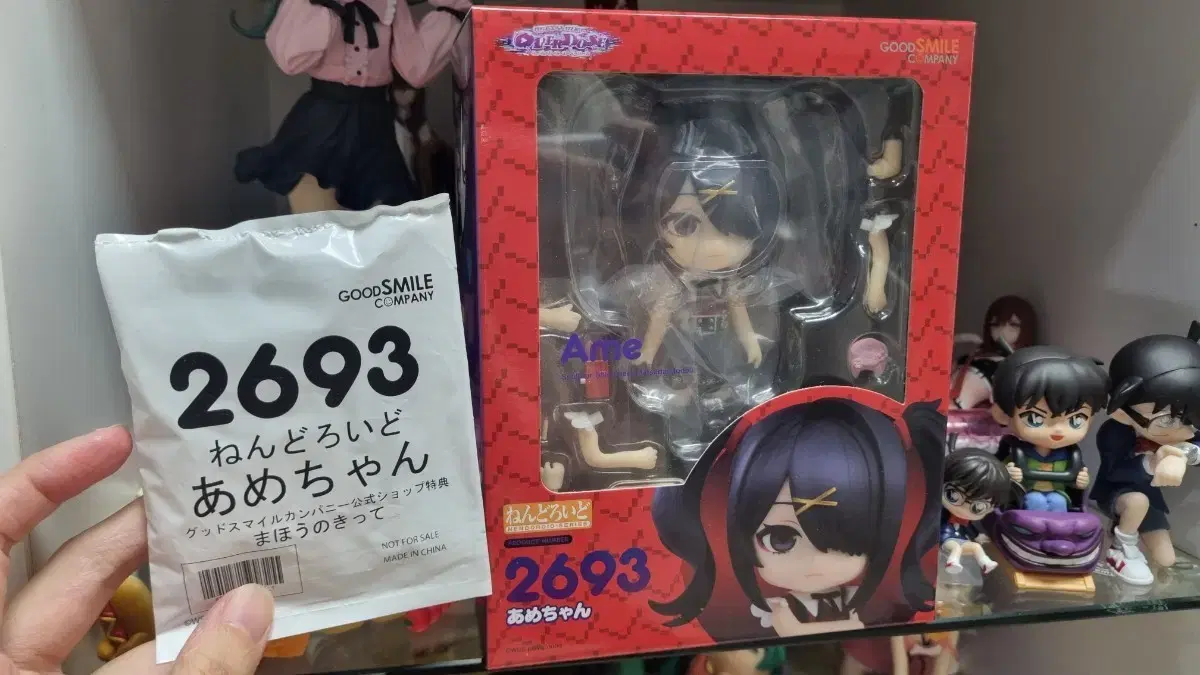 GOODSMILE
COMPANY
2693
ねんどろいど
あめちゃん
グッドスマイルカンパニー公式ショップ特典
まほうのきって
NOT FOR SALE
MADE IN CHINA
OVERDOSE
GOODSMILE
COMPANY
Ame
ねんどろいど
NENDOROID SERIES
2693
あめちゃん